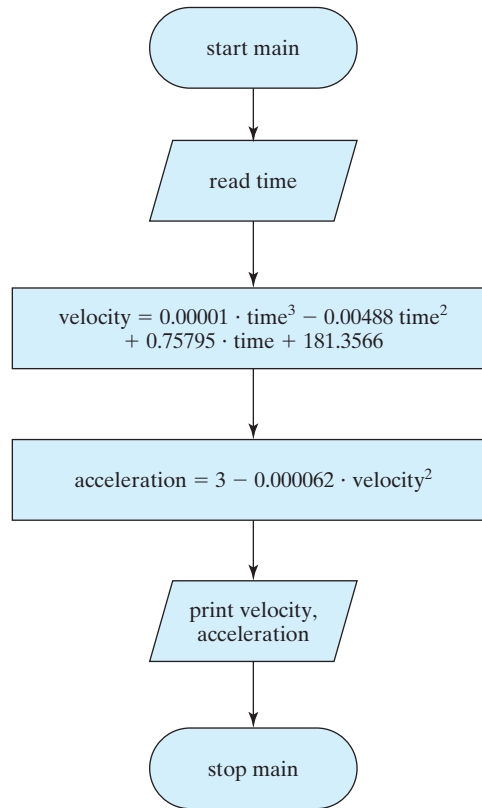 start main
read time
velocity = 0.00001 · time³ − 0.00488 time²
+ 0.75795 · time + 181.3566
acceleration = 3 − 0.000062 · velocity²
print velocity,
acceleration
stop main